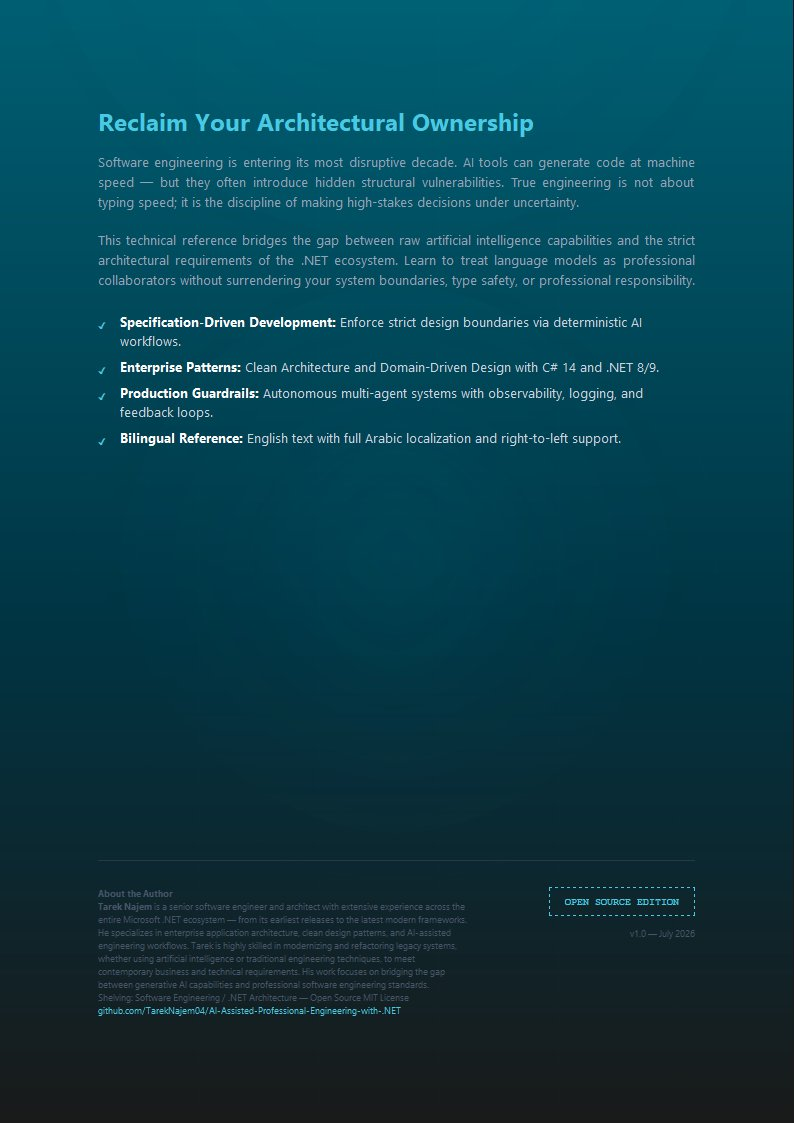 Reclaim Your Architectural Ownership
Software engineering is entering its most disruptive decade. AI tools can generate code at machine
speed — but they often introduce hidden structural vulnerabilities. True engineering is not about
typing speed; it is the discipline of making high-stakes decisions under uncertainty.
This technical reference bridges the gap between raw artificial intelligence capabilities and the strict
architectural requirements of the .NET ecosystem. Learn to treat language models as professional
collaborators without surrendering your system boundaries, type safety, or professional responsibility.
✓ Specification-Driven Development: Enforce strict design boundaries via deterministic AI
workflows.
✓ Enterprise Patterns: Clean Architecture and Domain-Driven Design with C# 14 and .NET 8/9.
✓ Production Guardrails: Autonomous multi-agent systems with observability, logging, and
feedback loops.
✓ Bilingual Reference: English text with full Arabic localization and right-to-left support.
About the Author
Tarek Najem is a senior software engineer and architect with extensive experience across the
entire Microsoft .NET ecosystem — from its earliest releases to the latest modern frameworks.
He specializes in enterprise application architecture, clean design patterns, and AI-assisted
engineering workflows. Tarek is highly skilled in modernizing and refactoring legacy systems,
whether using artificial intelligence or traditional engineering techniques, to meet
contemporary business and technical requirements. His work focuses on bridging the gap
between generative AI capabilities and professional software engineering standards.
Shelving: Software Engineering / .NET Architecture — Open Source MIT License
github.com/TarekNajem04/AI-Assisted-Professional-Engineering-with-.NET
OPEN SOURCE EDITION
v1.0 — July 2026